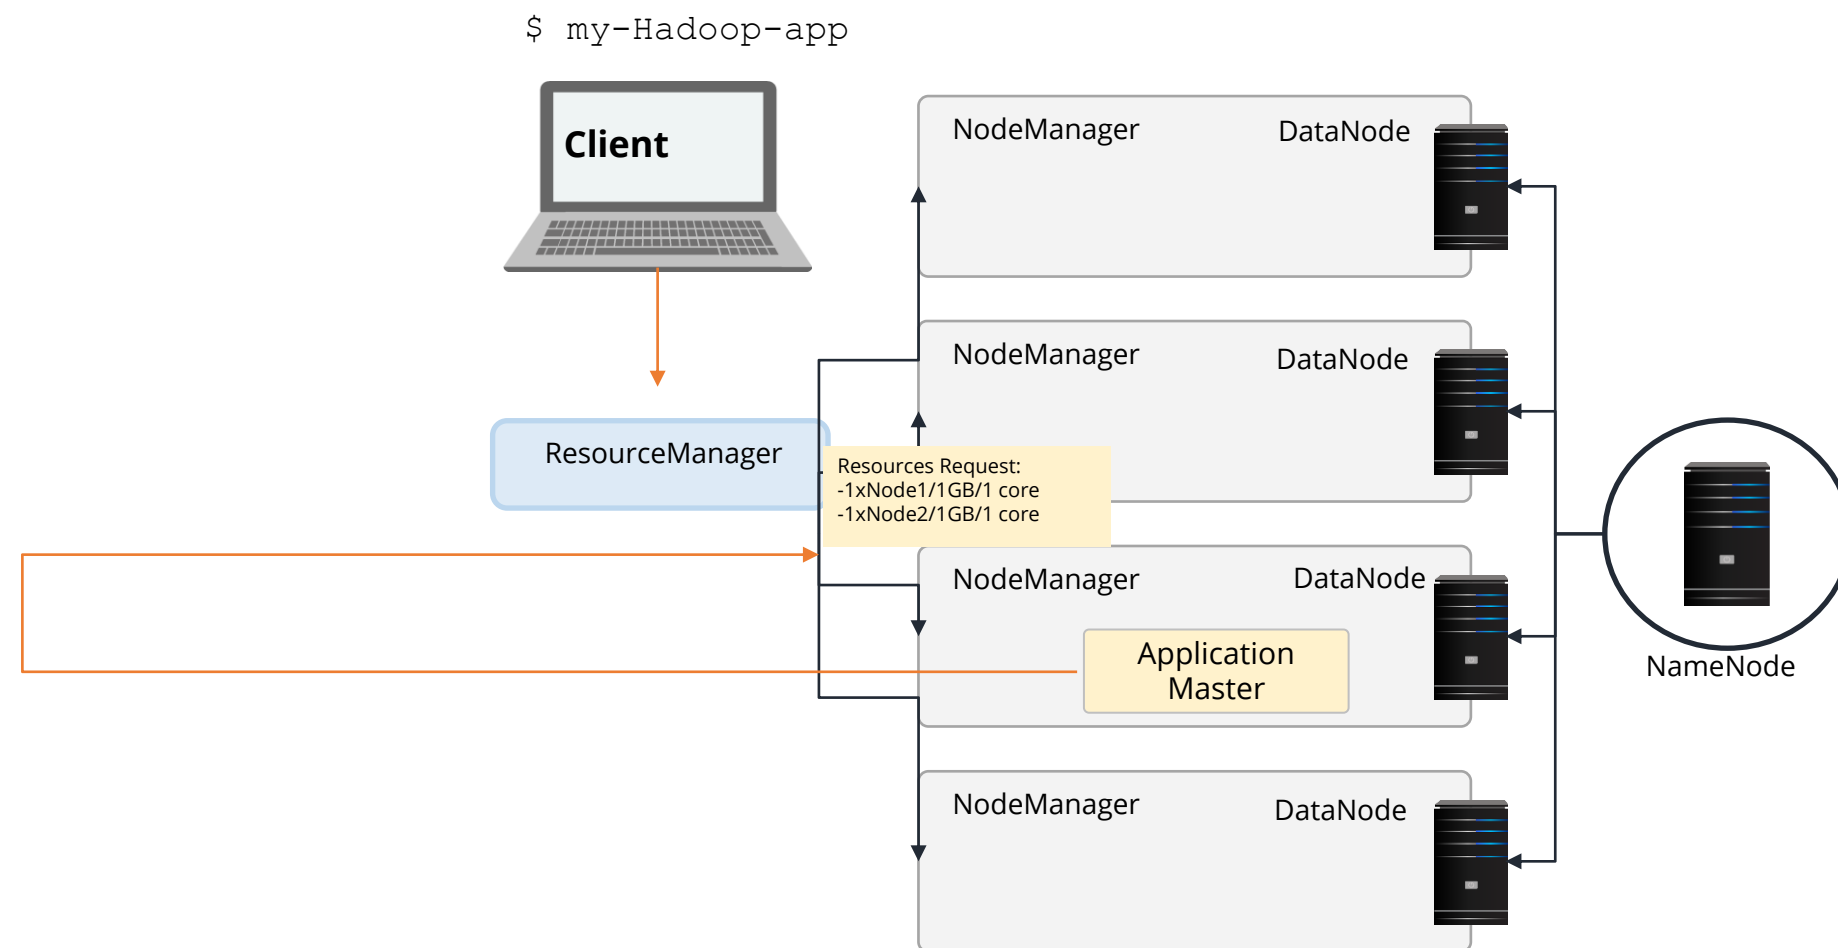 $ my-Hadoop-app
Client
NodeManager
DataNode
NodeManager
DataNode
ResourceManager
Resources Request:
-1xNode1/1GB/1 core
-1xNode2/1GB/1 core
NodeManager
DataNode
Application
Master
NameNode
NodeManager
DataNode